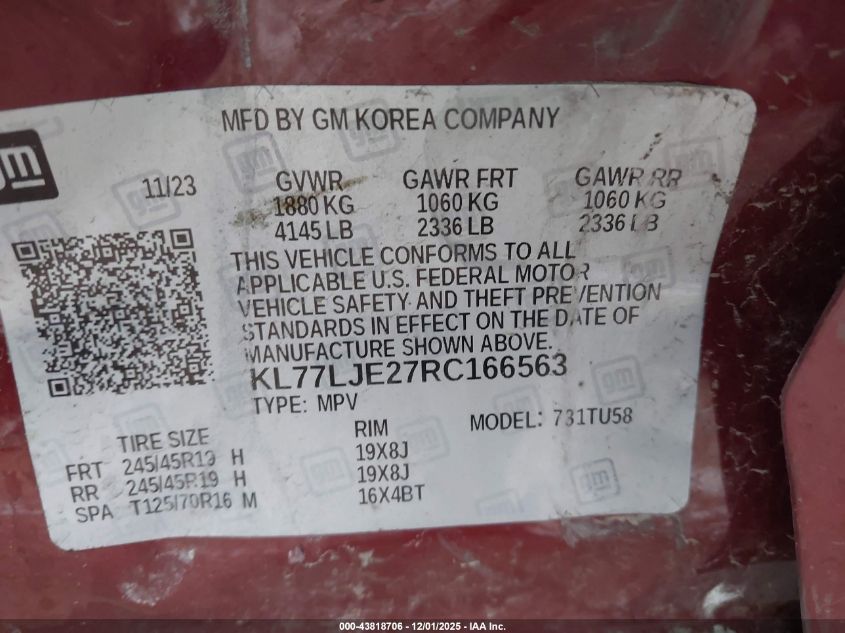 MFD BY GM KOREA COMPANY
gm
11/23 GVWR GAWR FRT GAWR RR
1880 KG 1060 KG 1060 KG
4145 LB 2336 LB 2336 LB
THIS VEHICLE CONFORMS TO ALL
APPLICABLE U.S. FEDERAL MOTOR
VEHICLE SAFETY AND THEFT PREVENTION
STANDARDS IN EFFECT ON THE DATE OF
MANUFACTURE SHOWN ABOVE.
KL77LJE27RC166563
TYPE: MPV MODEL: 731TU58
TIRE SIZE RIM
FRT 245/45R19 H 19X8J
RR 245/45R19 H 19X8J
SPA T125/70R16 M 16X4BT
000-43818706 - 12/01/2025 - IAA Inc.